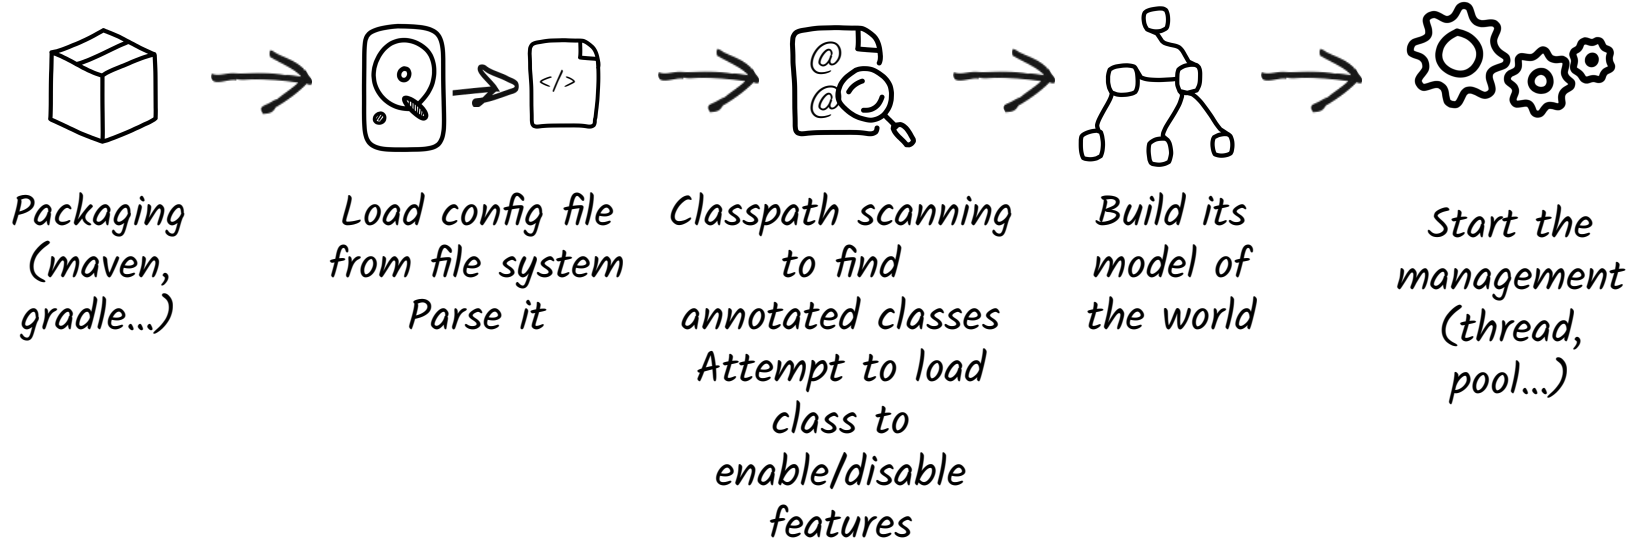 </>
@
@
Packaging
(maven,
gradle...)
Load config file
from file system
Parse it
Classpath scanning
to find
annotated classes
Attempt to load
class to
enable/disable
features
Build its
model of
the world
Start the
management
(thread,
pool...)